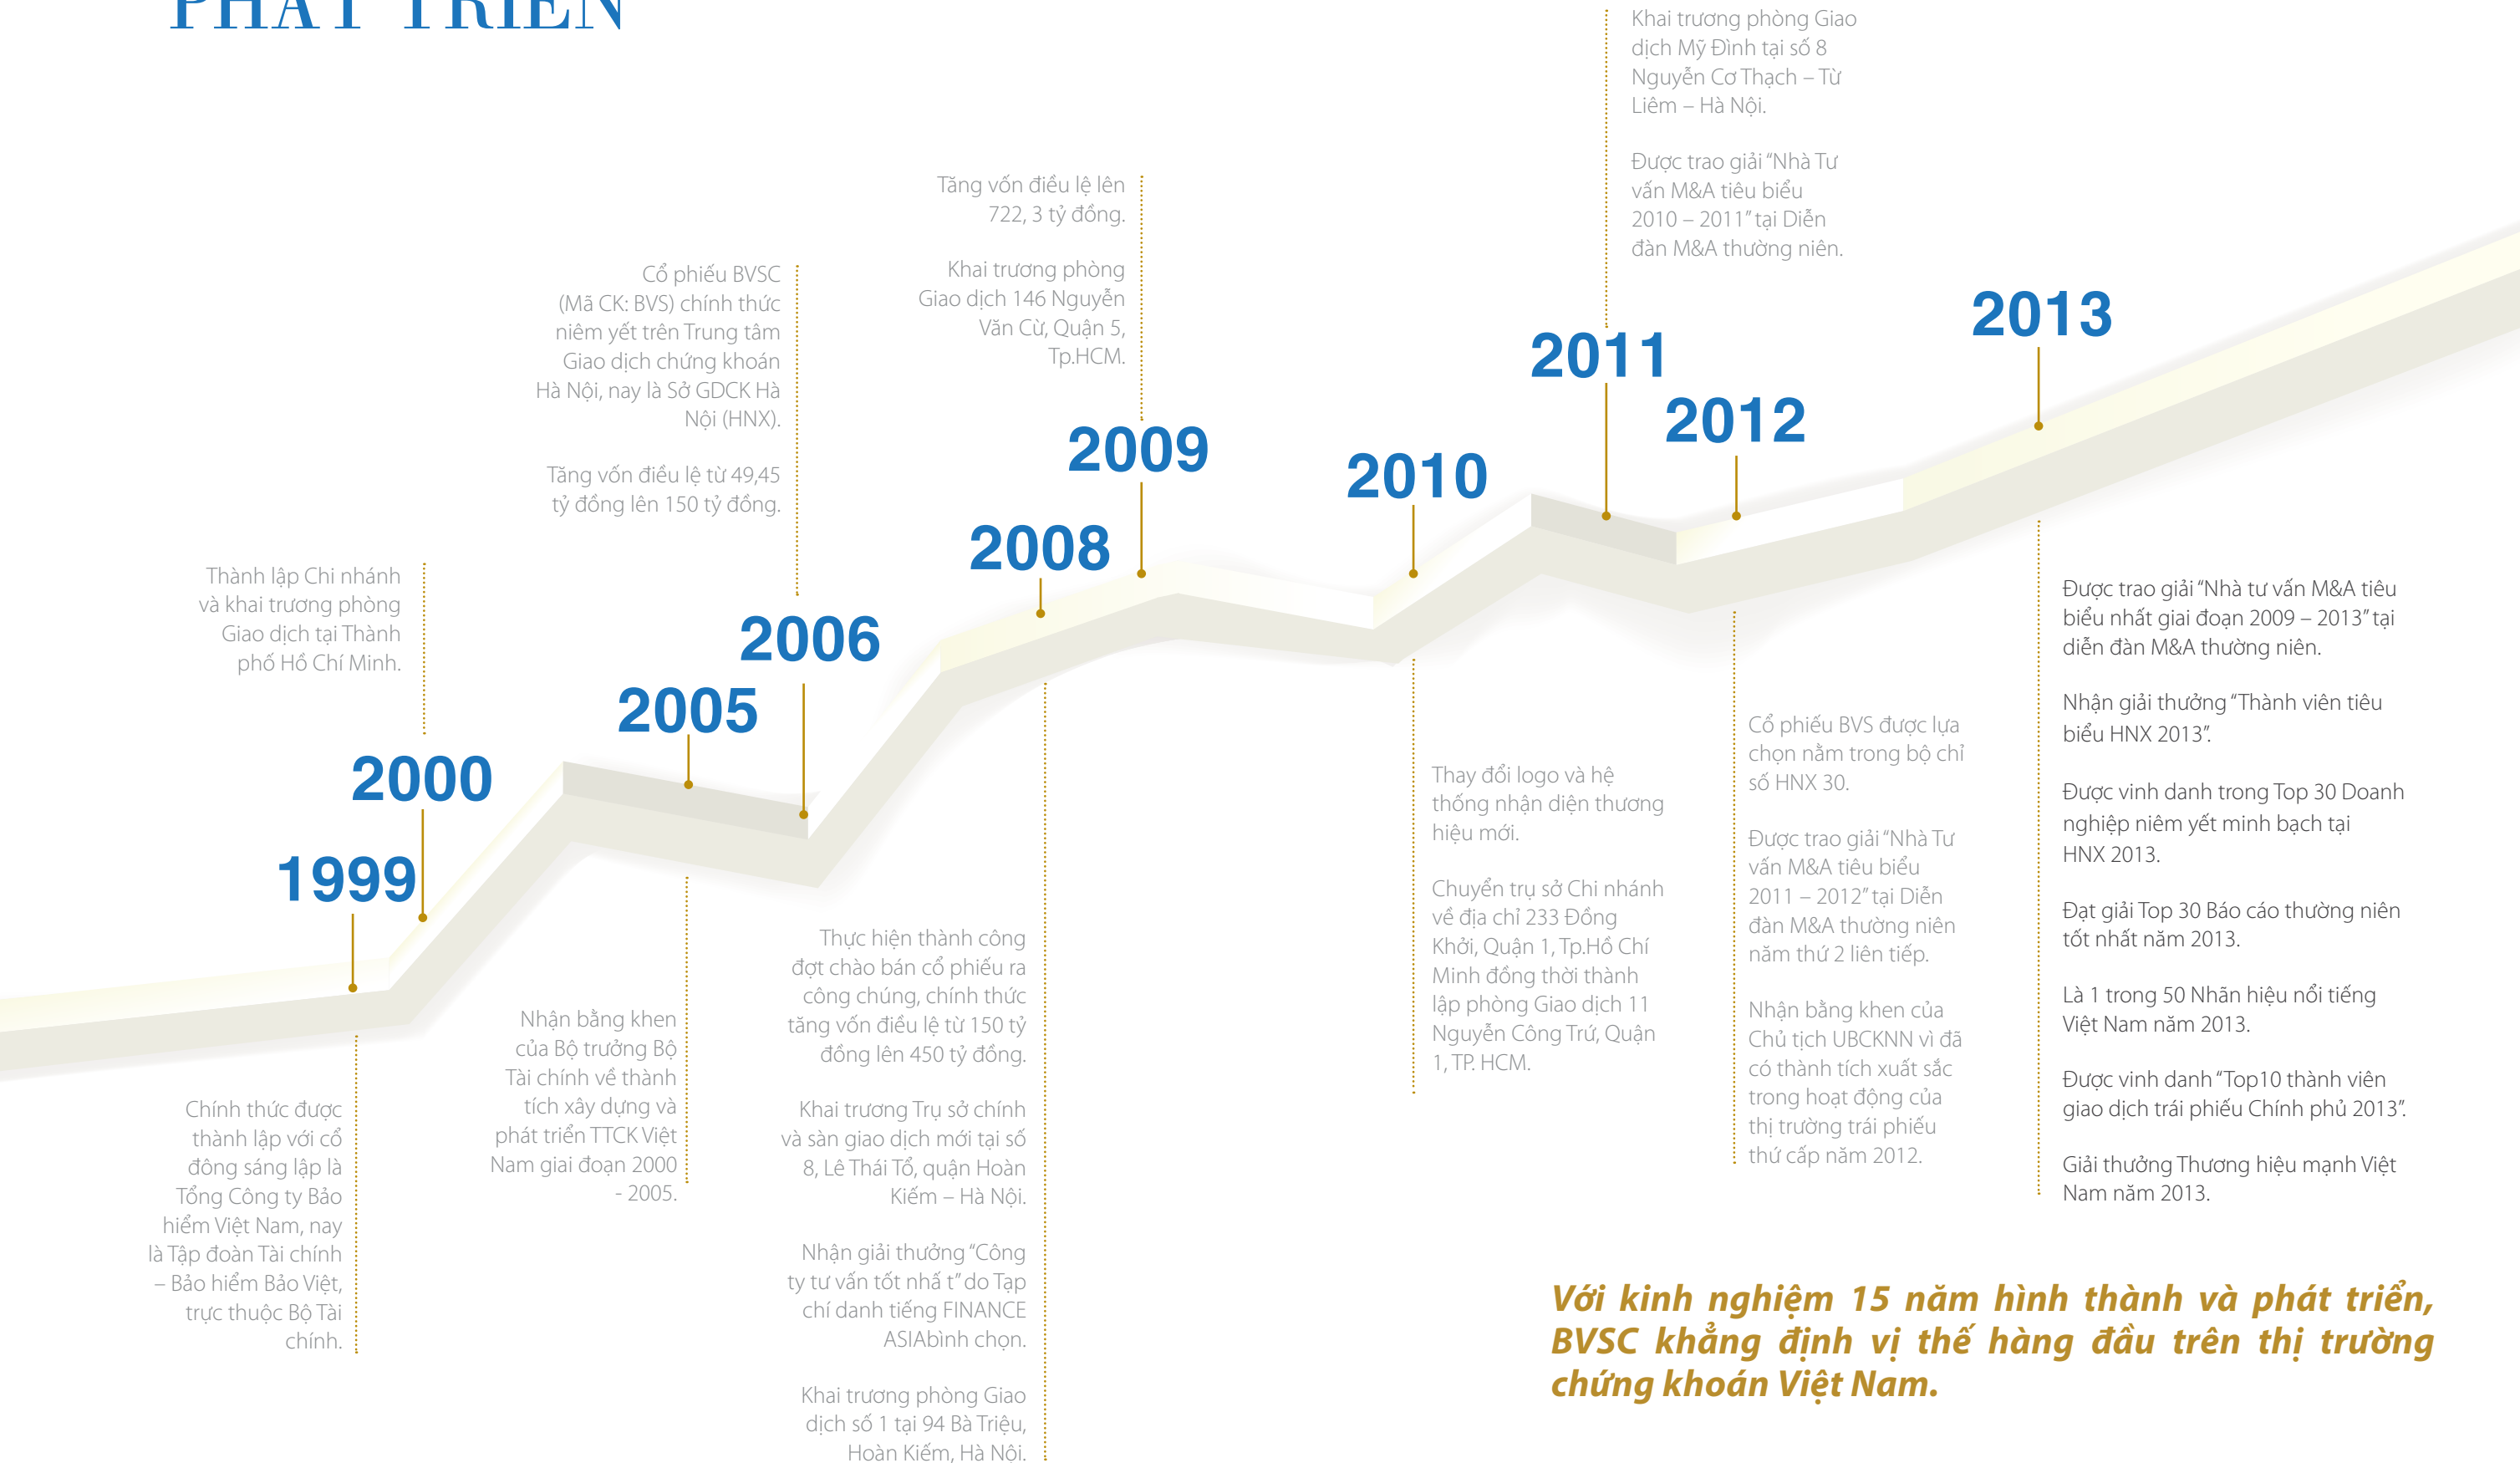 PHÁT TRIỂN
1999
Chính thức được
thành lập với cổ
đông sáng lập là
Tổng Công ty Bảo
hiểm Việt Nam, nay
là Tập đoàn Tài chính
– Bảo hiểm Bảo Việt,
trực thuộc Bộ Tài
chính.
2000
Thành lập Chi nhánh
và khai trương phòng
Giao dịch tại Thành
phố Hồ Chí Minh.
2005
Nhận bằng khen
của Bộ trưởng Bộ
Tài chính về thành
tích xây dựng và
phát triển TTCK Việt
Nam giai đoạn 2000
- 2005.
2006
Cổ phiếu BVSC
(Mã CK: BVS) chính thức
niêm yết trên Trung tâm
Giao dịch chứng khoán
Hà Nội, nay là Sở GDCK Hà
Nội (HNX).
Tăng vốn điều lệ từ 49,45
tỷ đồng lên 150 tỷ đồng.
2008
Thực hiện thành công
đợt chào bán cổ phiếu ra
công chúng, chính thức
tăng vốn điều lệ từ 150 tỷ
đồng lên 450 tỷ đồng.
Khai trương Trụ sở chính
và sàn giao dịch mới tại số
8, Lê Thái Tổ, quận Hoàn
Kiếm – Hà Nội.
Nhận giải thưởng “Công
ty tư vấn tốt nhấ t” do Tạp
chí danh tiếng FINANCE
ASIAbình chọn.
Khai trương phòng Giao
dịch số 1 tại 94 Bà Triệu,
Hoàn Kiếm, Hà Nội.
2009
Tăng vốn điều lệ lên
722, 3 tỷ đồng.
Khai trương phòng
Giao dịch 146 Nguyễn
Văn Cừ, Quận 5,
Tp.HCM.
2010
Thay đổi logo và hệ
thống nhận diện thương
hiệu mới.
Chuyển trụ sở Chi nhánh
về địa chỉ 233 Đồng
Khởi, Quận 1, Tp.Hồ Chí
Minh đồng thời thành
lập phòng Giao dịch 11
Nguyễn Công Trứ, Quận
1, TP. HCM.
2011
Khai trương phòng Giao
dịch Mỹ Đình tại số 8
Nguyễn Cơ Thạch – Từ
Liêm – Hà Nội.
Được trao giải “Nhà Tư
vấn M&A tiêu biểu
2010 – 2011” tại Diễn
đàn M&A thường niên.
2012
Cổ phiếu BVS được lựa
chọn nằm trong bộ chỉ
số HNX 30.
Được trao giải “Nhà Tư
vấn M&A tiêu biểu
2011 – 2012” tại Diễn
đàn M&A thường niên
năm thứ 2 liên tiếp.
Nhận bằng khen của
Chủ tịch UBCKNN vì đã
có thành tích xuất sắc
trong hoạt động của
thị trường trái phiếu
thứ cấp năm 2012.
2013
Được trao giải “Nhà tư vấn M&A tiêu
biểu nhất giai đoạn 2009 – 2013” tại
diễn đàn M&A thường niên.
Nhận giải thưởng “Thành viên tiêu
biểu HNX 2013”.
Được vinh danh trong Top 30 Doanh
nghiệp niêm yết minh bạch tại
HNX 2013.
Đạt giải Top 30 Báo cáo thường niên
tốt nhất năm 2013.
Là 1 trong 50 Nhãn hiệu nổi tiếng
Việt Nam năm 2013.
Được vinh danh “Top10 thành viên
giao dịch trái phiếu Chính phủ 2013”.
Giải thưởng Thương hiệu mạnh Việt
Nam năm 2013.
Với kinh nghiệm 15 năm hình thành và phát triển,
BVSC khẳng định vị thế hàng đầu trên thị trường
chứng khoán Việt Nam.